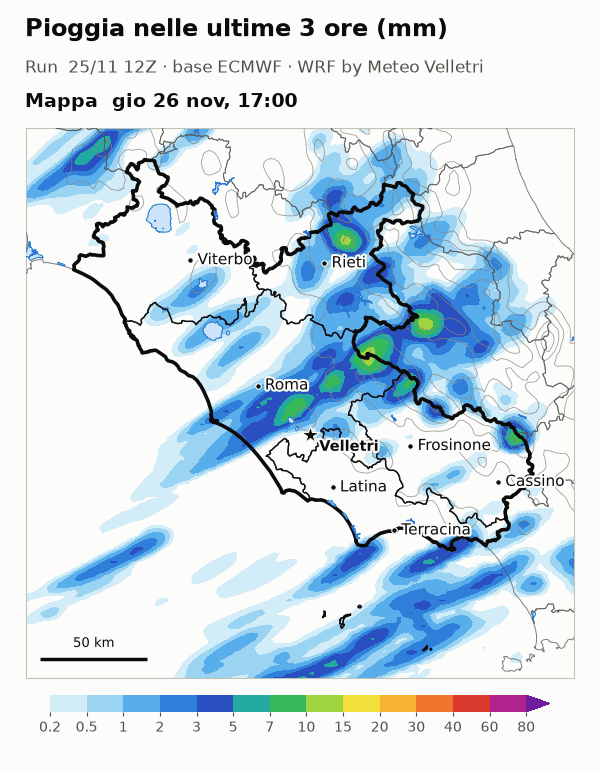 Pioggia nelle ultime 3 ore (mm)
Run  25/11 12Z · base ECMWF · WRF by Meteo Velletri
Mappa  gio 26 nov, 17:00
Viterbo
Rieti
Roma
Velletri
Frosinone
Latina
Cassino
Terracina
50 km
0.2 0.5 1 2 3 5 7 10 15 20 30 40 60 80